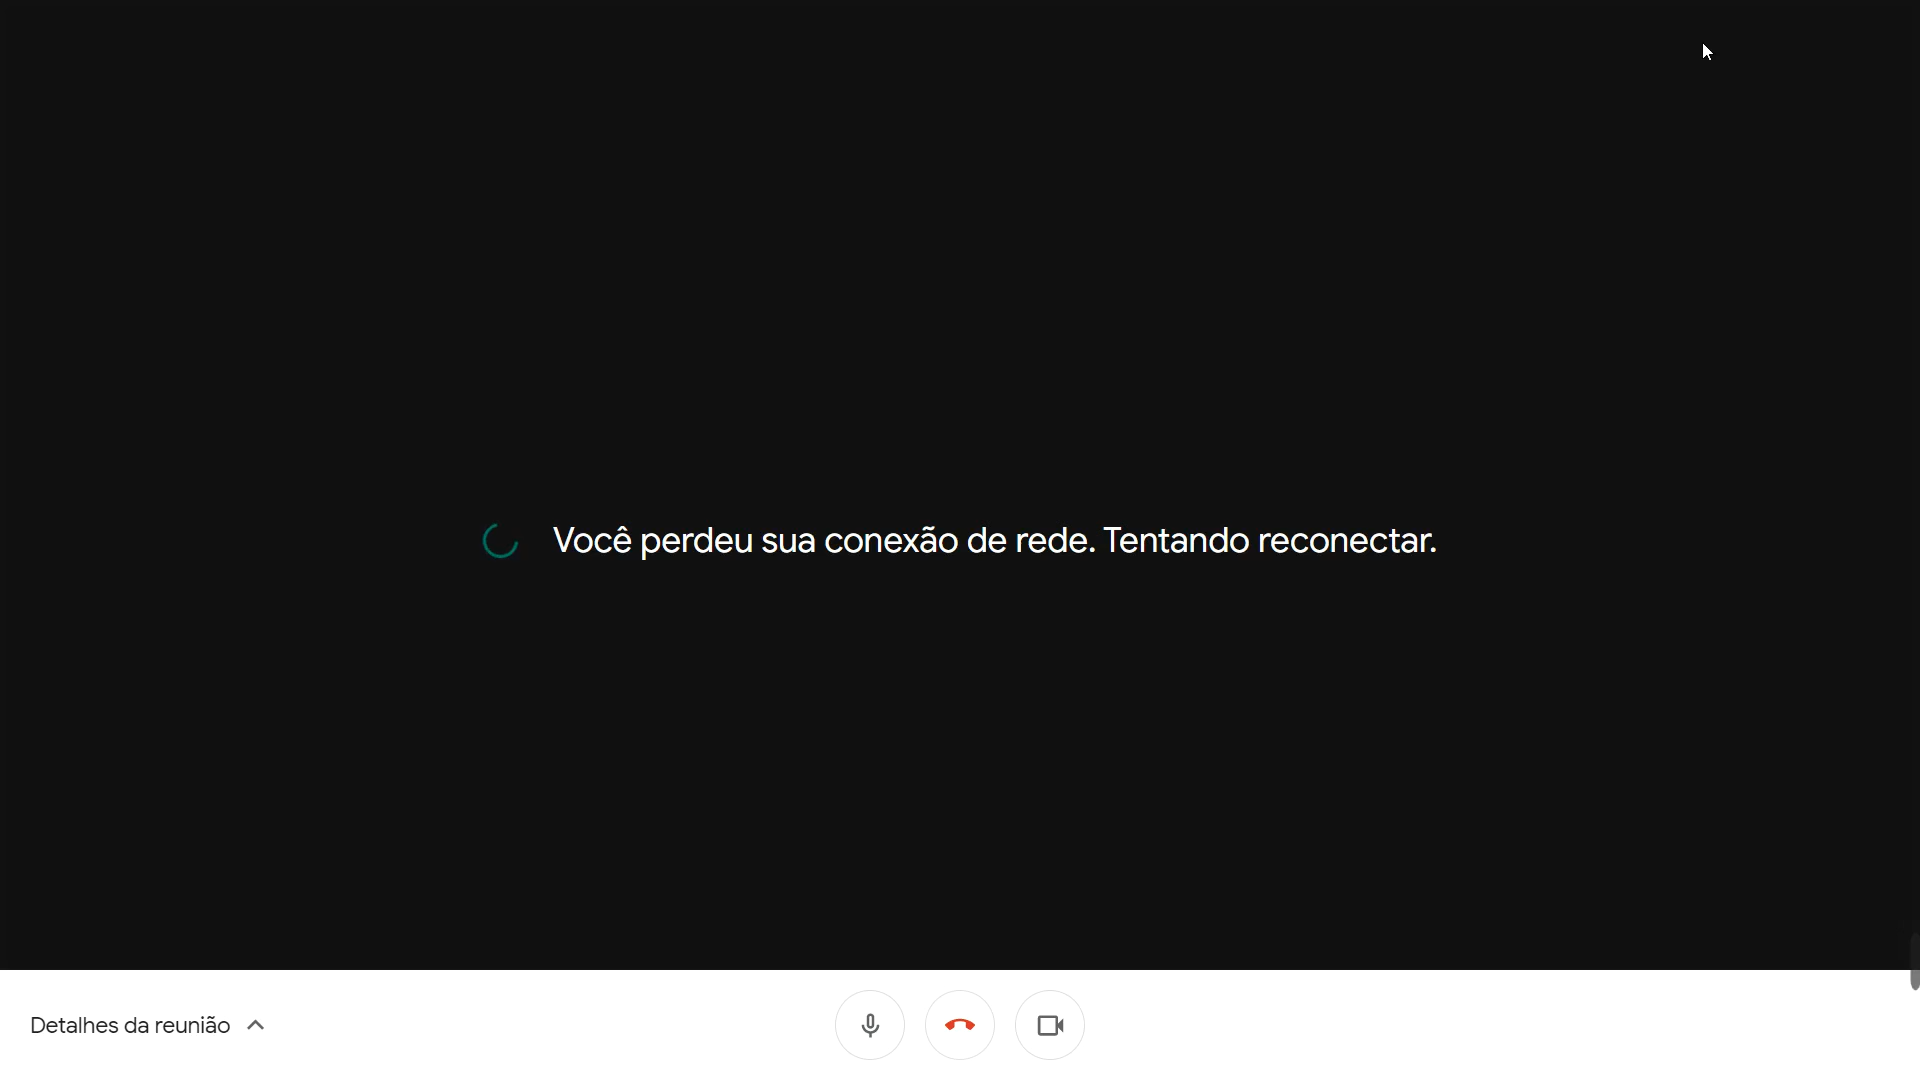 Você perdeu sua conexão de rede. Tentando reconectar.
Detalhes da reunião